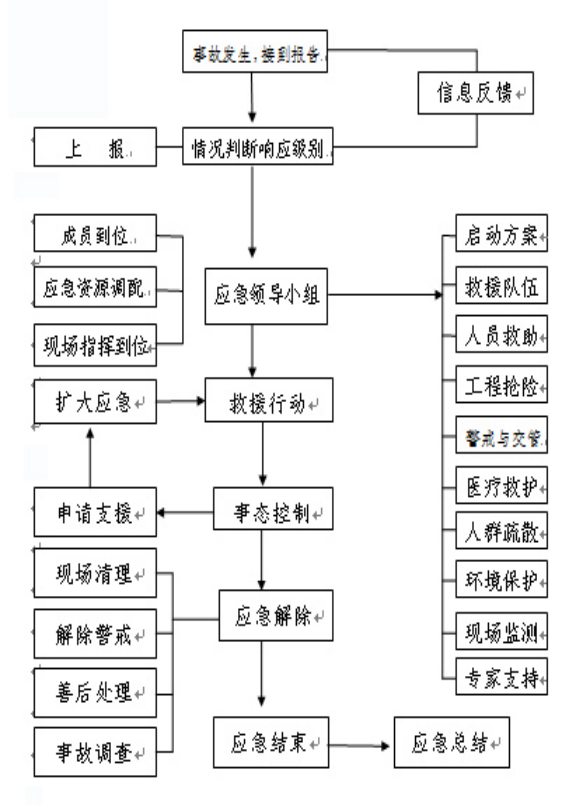 事故发生,接到报告.
信息反馈
上 报.
情况判断响应级别.
成员到位.
应急资源调配.
现场指挥到位
应急领导小组
启动方案
救援队伍
人员救助
工程抢险
警戒与交管.
医疗救护
人群疏散
环境保护
现场监测
专家支持
扩大应急
救援行动
申请支援
事态控制
现场清理
解除警戒
善后处理
事故调查
应急解除
应急结束
应急总结